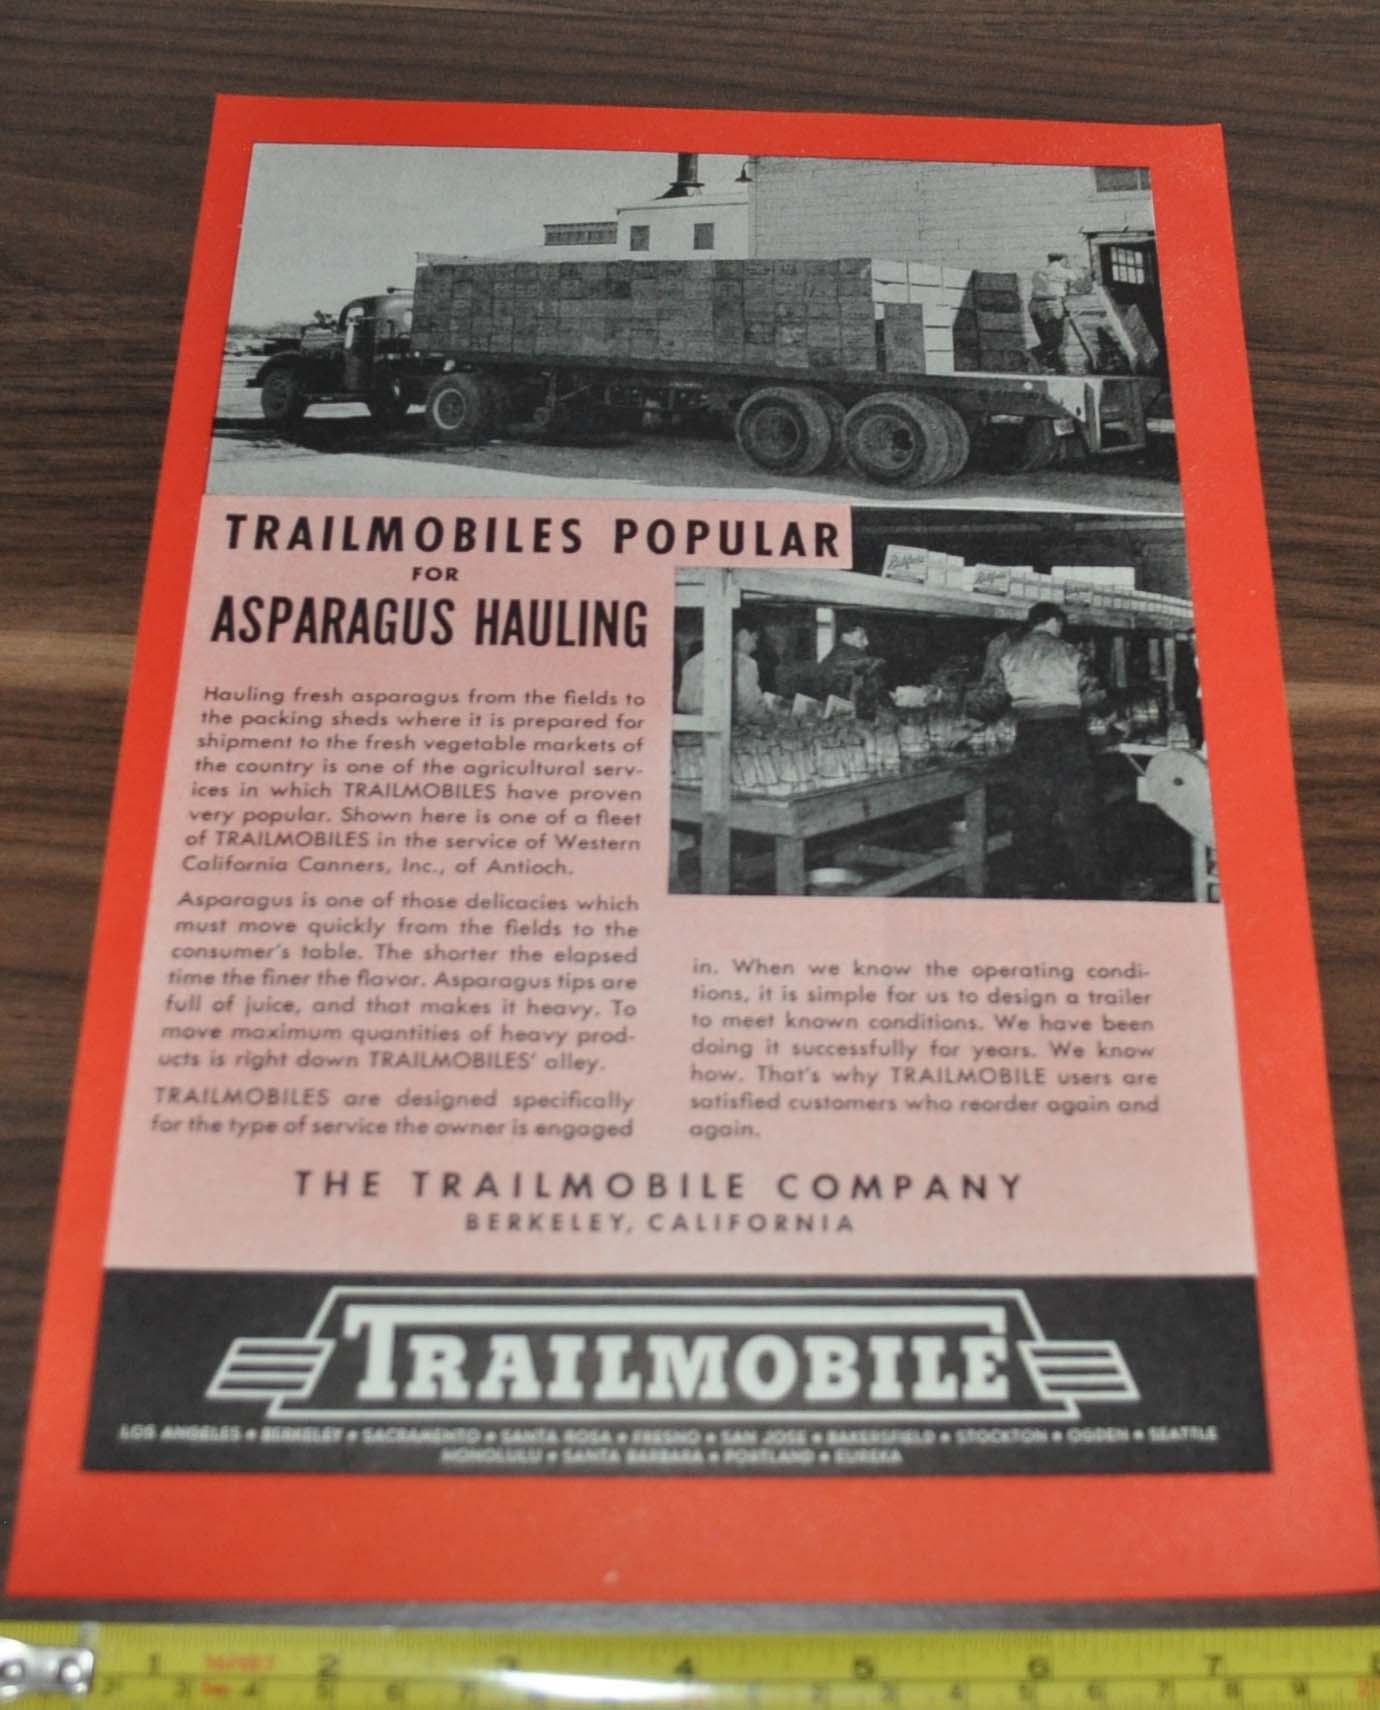 TRAILMOBILES POPULAR
FOR
ASPARAGUS HAULING
Hauling fresh asparagus from the fields to
the packing sheds where it is prepared for
shipment to the fresh vegetable markets of
the country is one of the agricultural serv-
ices in which TRAILMOBILES have proven
very popular. Shown here is one of a fleet
of TRAILMOBILES in the service of Western
California Canners, Inc., of Antioch.
Asparagus is one of those delicacies which
must move quickly from the fields to the
consumer's table. The shorter the elapsed
time the finer the flavor. Asparagus tips are
full of juice, and that makes it heavy. To
move maximum quantities of heavy prod-
ucts is right down TRAILMOBILES' alley.
TRAILMOBILES are designed specifically
for the type of service the owner is engaged
in. When we know the operating condi-
tions, it is simple for us to design a trailer
to meet known conditions. We have been
doing it successfully for years. We know
how. That's why TRAILMOBILE users are
satisfied customers who reorder again and
again.
THE TRAILMOBILE COMPANY
BERKELEY, CALIFORNIA
TRAILMOBILE
LOS ANGELES • BERKELEY • SACRAMENTO • SANTA ROSA • FRESNO • SAN JOSE • BAKERSFIELD • STOCKTON • OGDEN • SEATTLE
HONOLULU • SANTA BARBARA • PORTLAND • EUREKA
1 2 3 4 5 6 7